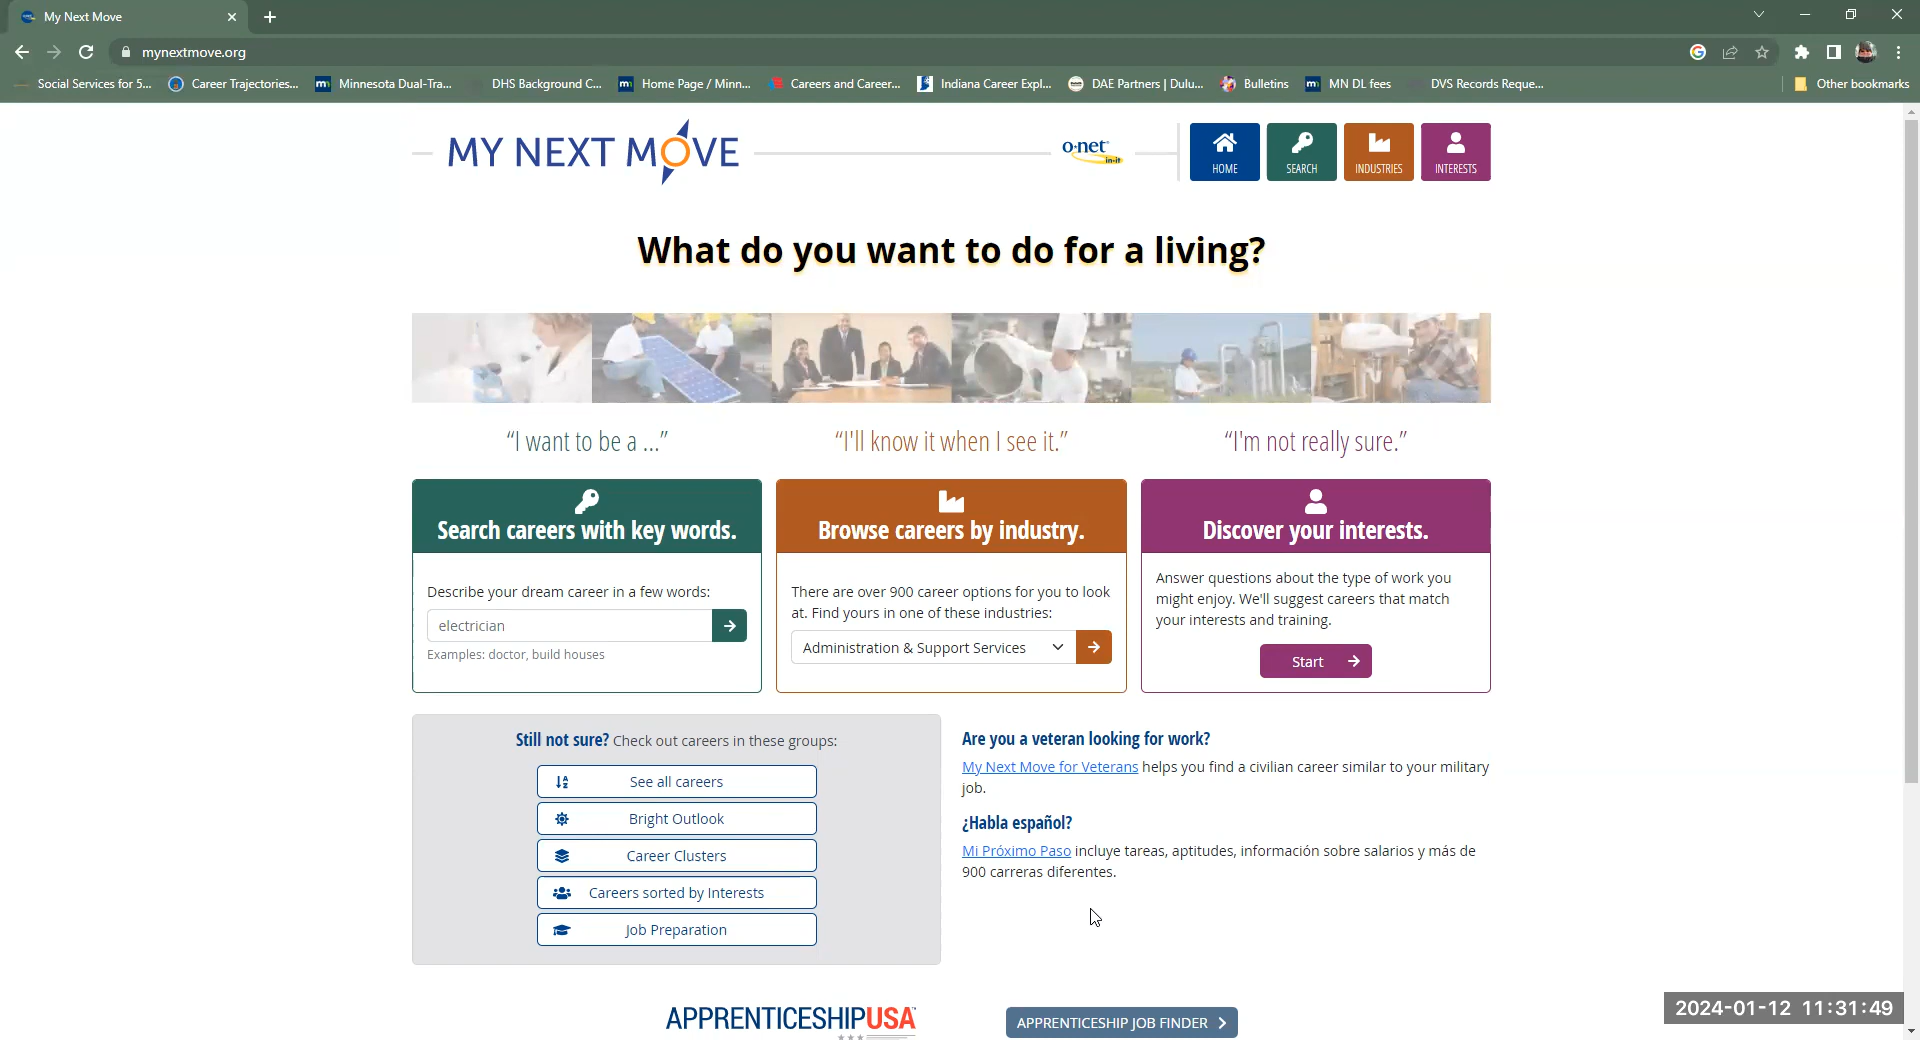 My Next Move
mynextmove.org
Social Services for 5...
Career Trajectories...
Minnesota Dual-Tra...
DHS Background C...
Home Page / Minn...
Careers and Career...
Indiana Career Expl...
DAE Partners | Dulu...
Bulletins
MN DL fees
DVS Records Reque...
Other bookmarks
MY NEXT MOVE
o·net in-it
HOME
SEARCH
INDUSTRIES
INTERESTS
What do you want to do for a living?
“I want to be a ...”
“I'll know it when I see it.”
“I'm not really sure.”
Search careers with key words.
Describe your dream career in a few words:
electrician
Examples: doctor, build houses
Browse careers by industry.
There are over 900 career options for you to look
at. Find yours in one of these industries:
Administration & Support Services
Discover your interests.
Answer questions about the type of work you
might enjoy. We'll suggest careers that match
your interests and training.
Start
Still not sure? Check out careers in these groups:
See all careers
Bright Outlook
Career Clusters
Careers sorted by Interests
Job Preparation
Are you a veteran looking for work?
My Next Move for Veterans helps you find a civilian career similar to your military
job.
¿Habla español?
Mi Próximo Paso incluye tareas, aptitudes, información sobre salarios y más de
900 carreras diferentes.
APPRENTICESHIPUSA
APPRENTICESHIP JOB FINDER
2024-01-12 11:31:49